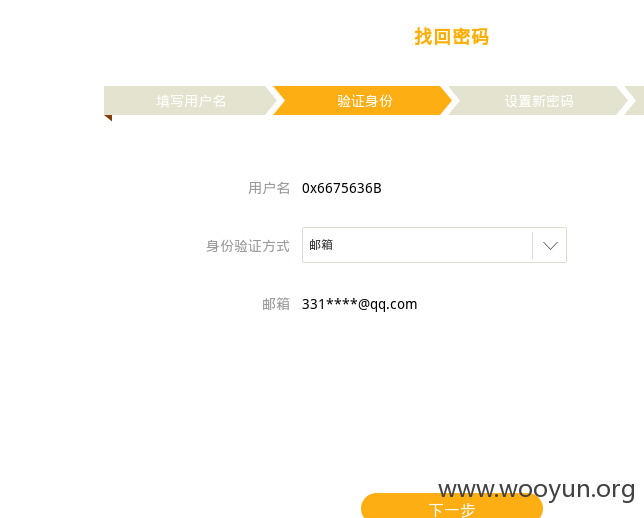 找回密码
填写用户名 验证身份 设置新密码
用户名 0x6675636B
身份验证方式 邮箱
邮箱 331****@qq.com
www.wooyun.org
下一步